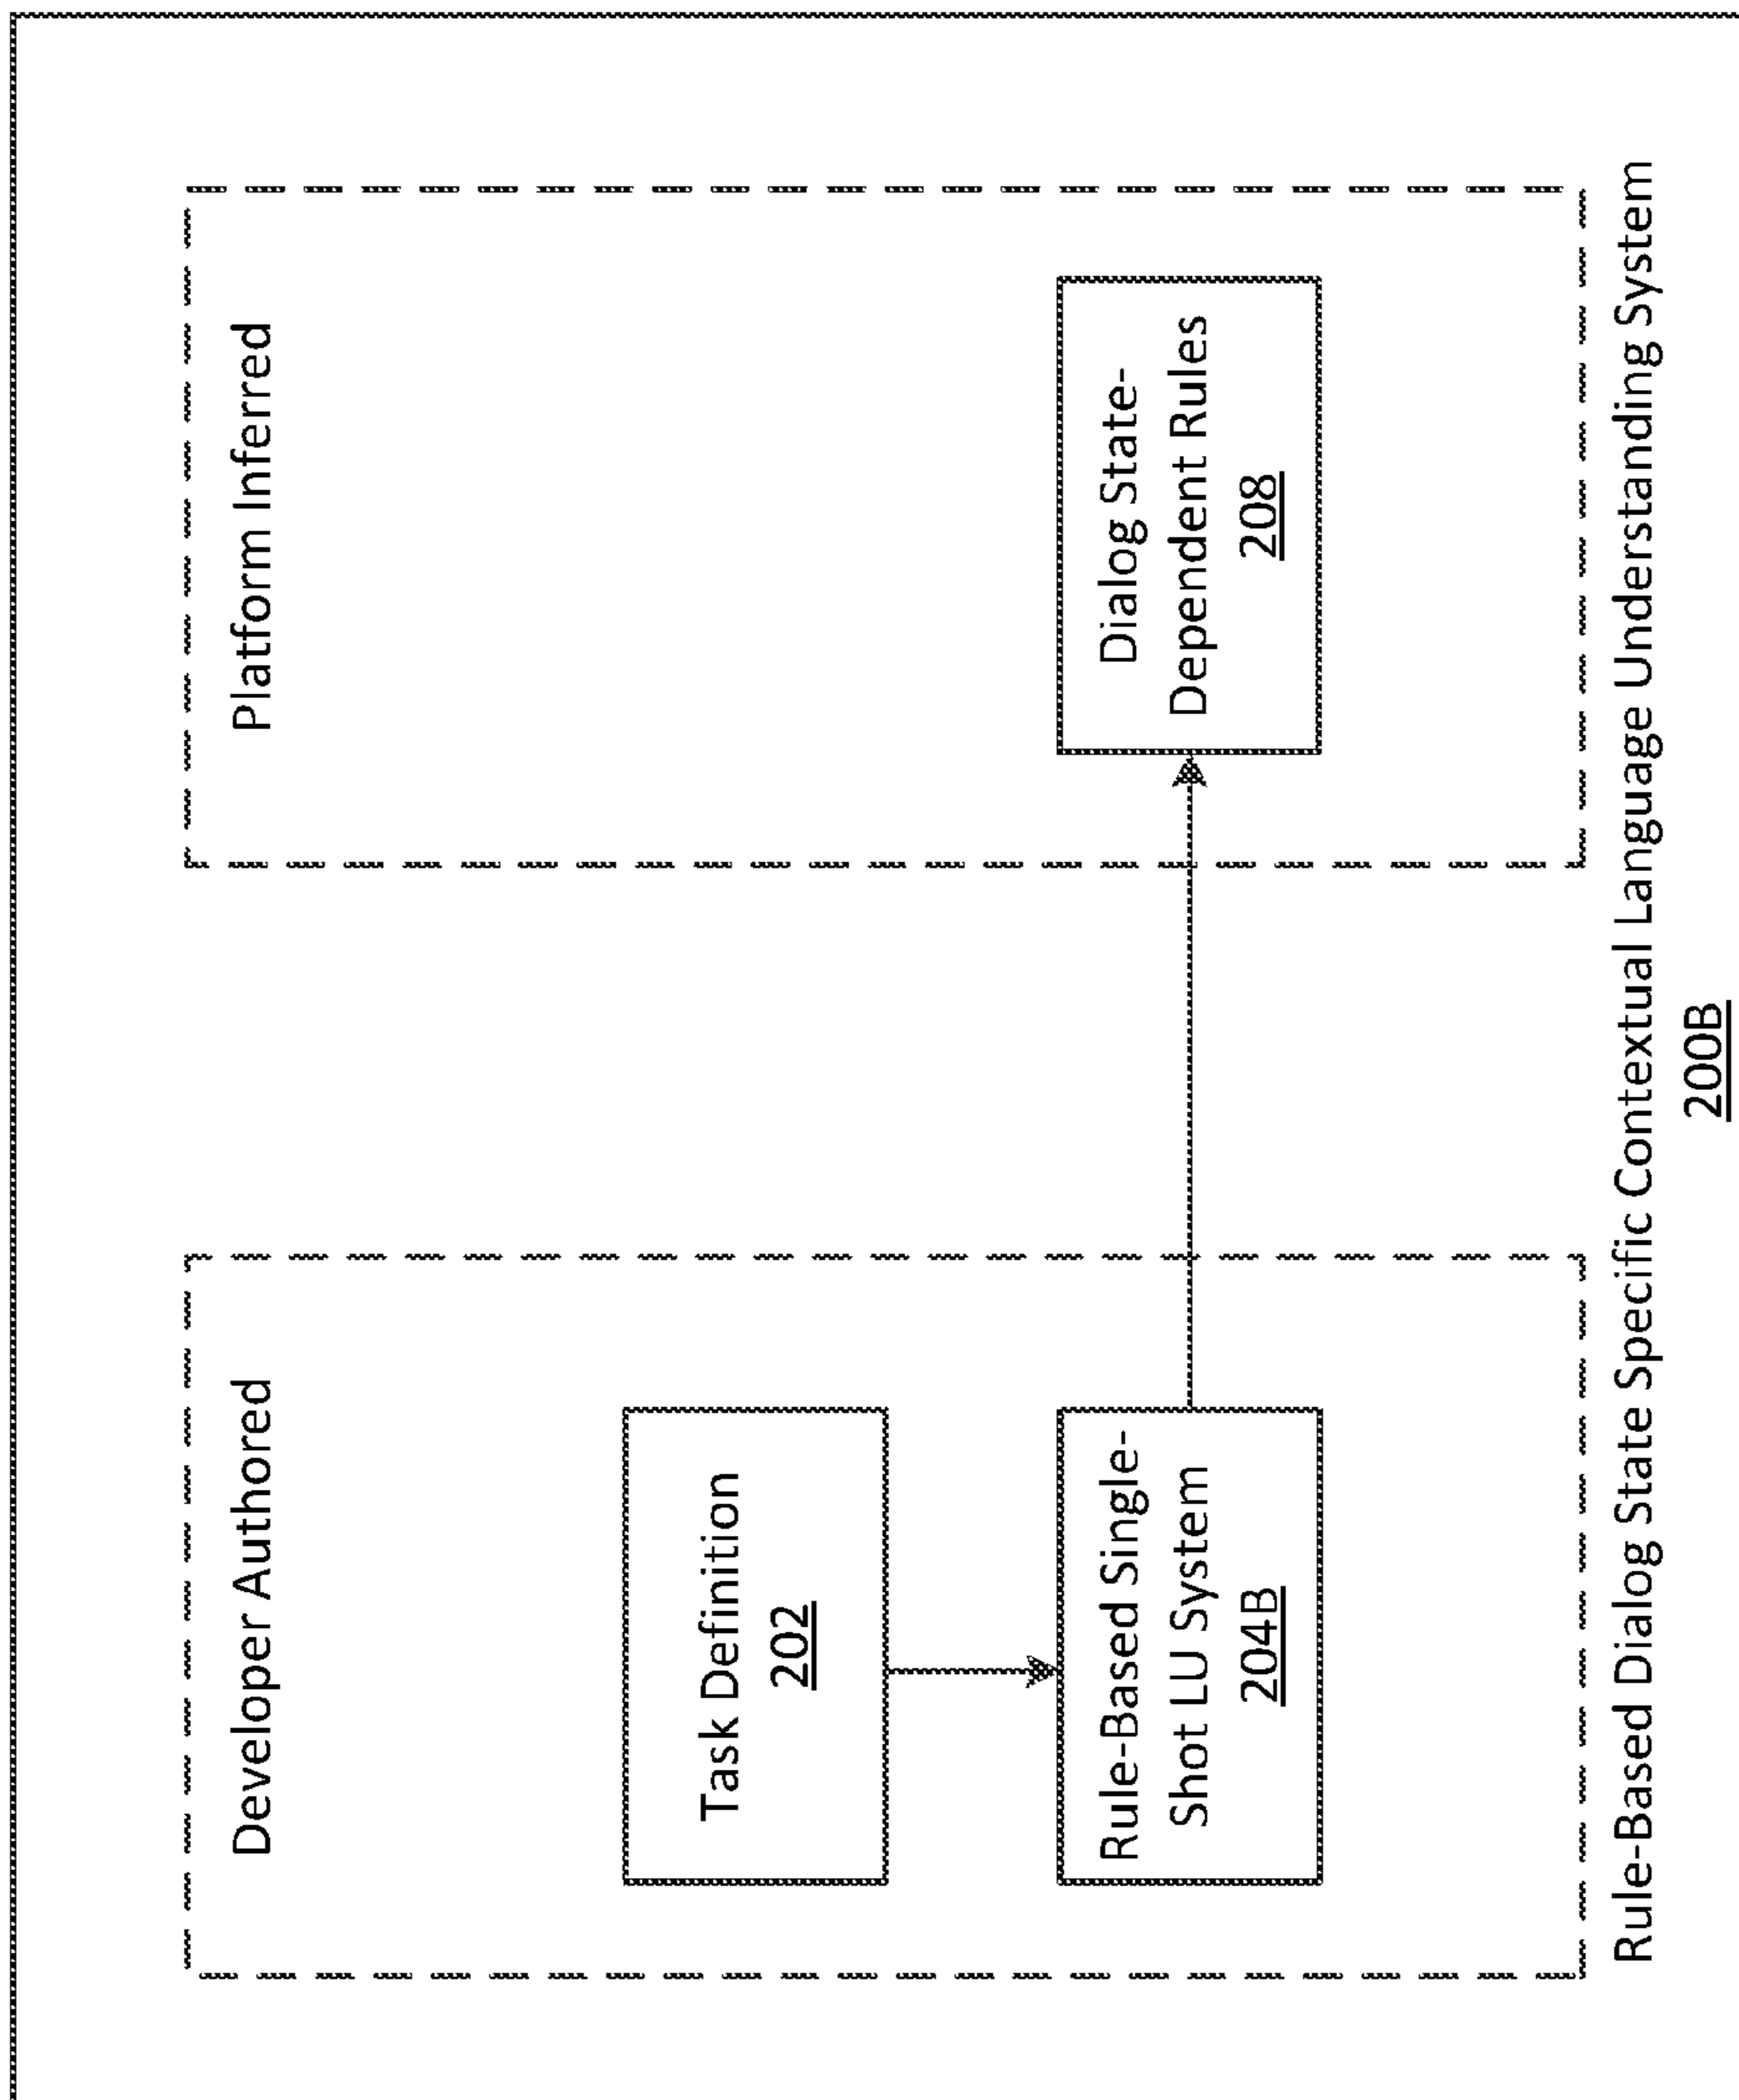 Developer Authored
Task Definition
202
Rule-Based Single-
Shot LU System
204B
Platform Inferred
Dialog State-
Dependent Rules
208
Rule-Based Dialog State Specific Contextual Language Understanding System
200B